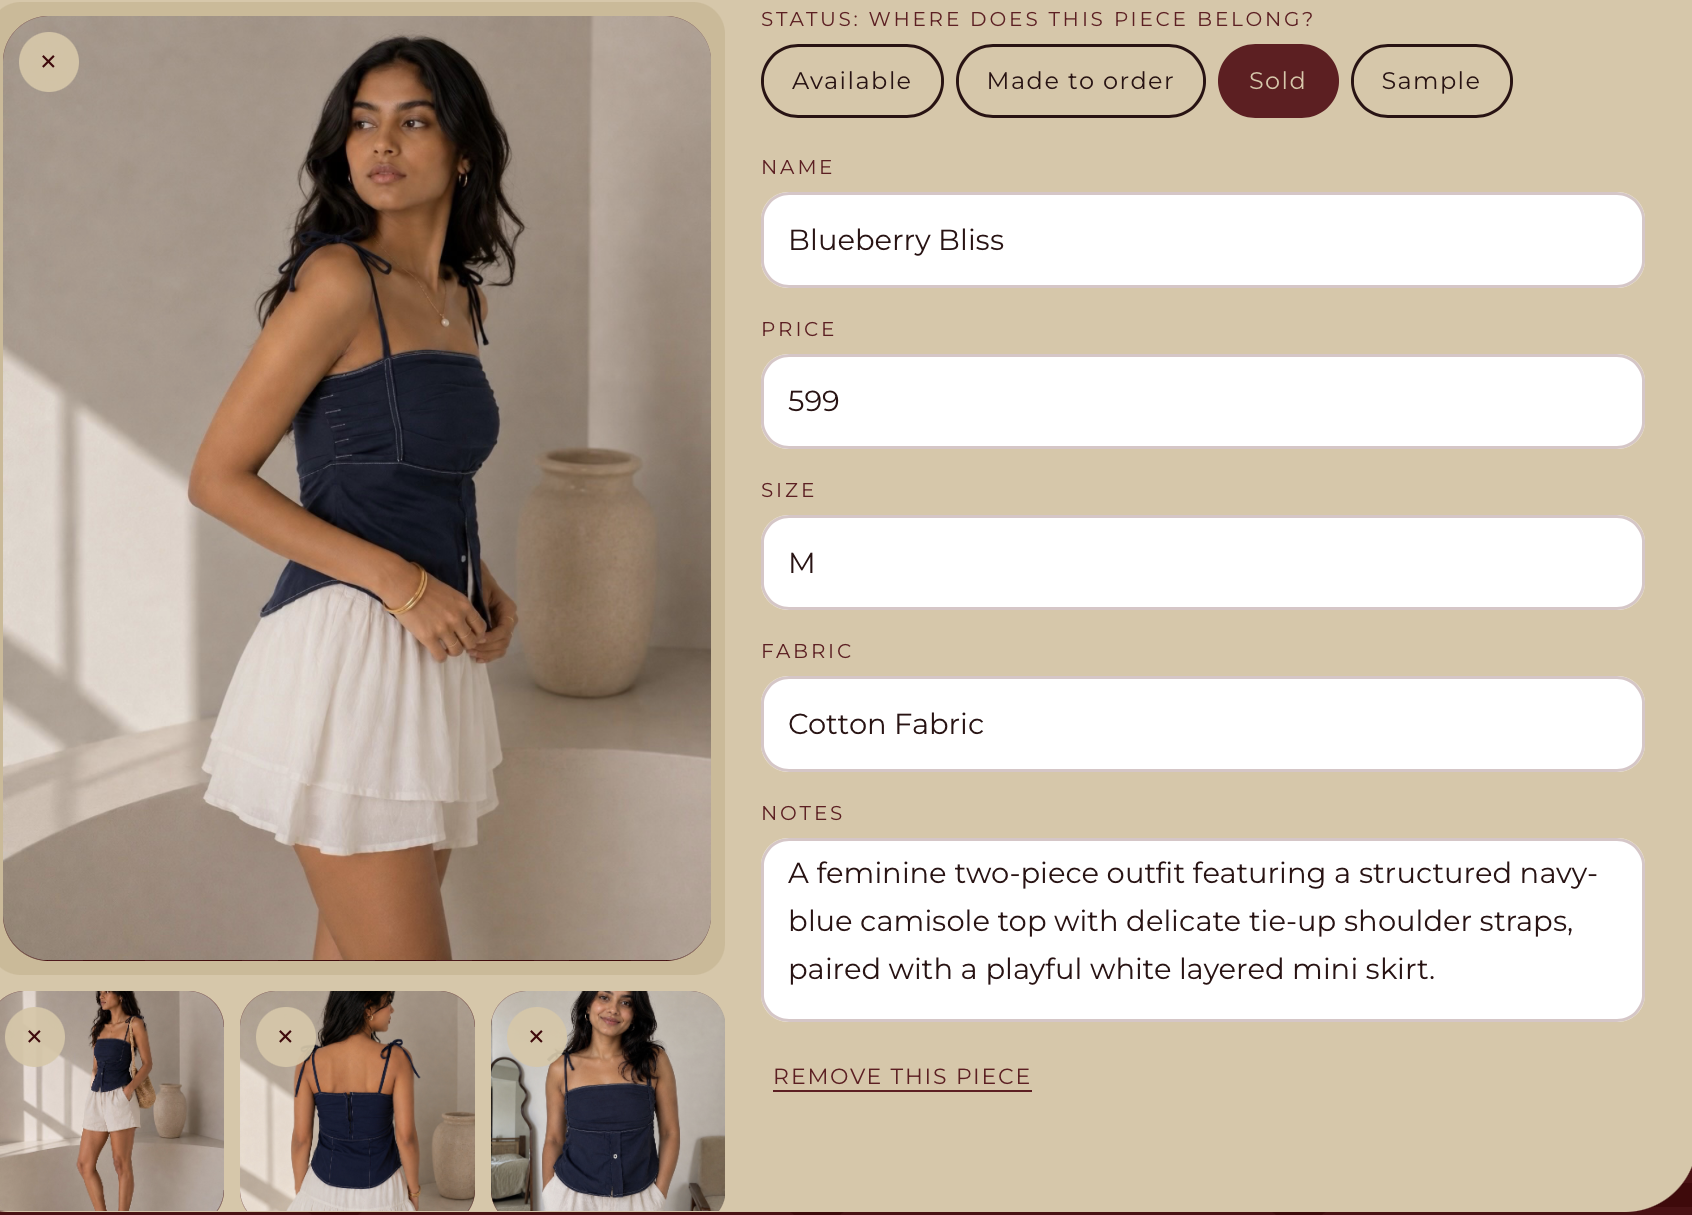 STATUS: WHERE DOES THIS PIECE BELONG?
Available Made to order Sold Sample
NAME
Blueberry Bliss
PRICE
599
SIZE
M
FABRIC
Cotton Fabric
NOTES
A feminine two-piece outfit featuring a structured navy-
blue camisole top with delicate tie-up shoulder straps,
paired with a playful white layered mini skirt.
REMOVE THIS PIECE